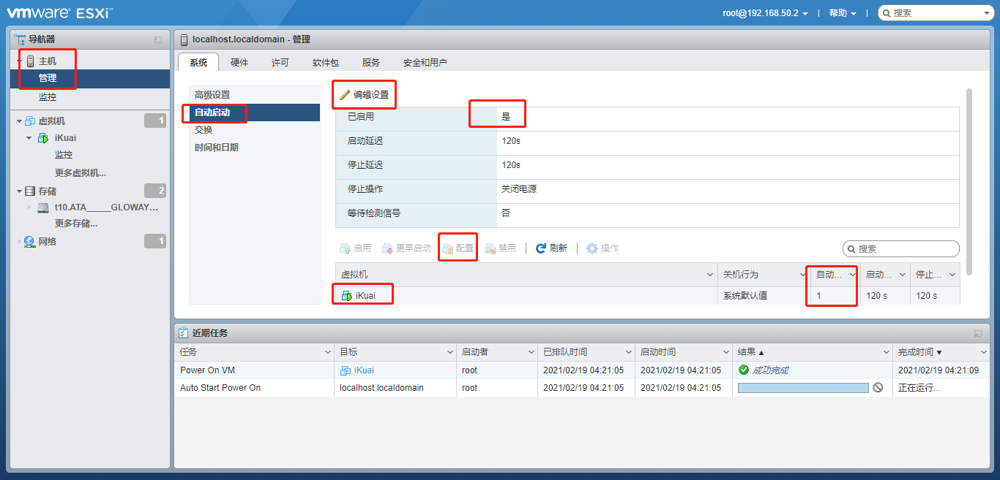 vmware ESXi™
root@192.168.50.2 | 帮助 | 搜索
导航器
主机
管理
监控
虚拟机 1
iKuai
监控
更多虚拟机...
存储 2
t10.ATA_____GLOWAY...
更多存储...
网络 1
localhost.localdomain - 管理
系统 硬件 许可 软件包 服务 安全和用户
高级设置
自动启动
交换
时间和日期
编辑设置
已启用 是
启动延迟 120s
停止延迟 120s
停止操作 关闭电源
等待检测信号 否
启用 更早启动 配置 禁用 | 刷新 | 操作 搜索
虚拟机 关机行为 自动... 启动... 停止...
iKuai 系统默认值 1 120 s 120 s
近期任务
任务 目标 启动者 已排队时间 启动时间 结果 ▲ 完成时间 ▼
Power On VM iKuai root 2021/02/19 04:21:05 2021/02/19 04:21:05 成功完成 2021/02/19 04:21:09
Auto Start Power On localhost.localdomain root 2021/02/19 04:21:05 2021/02/19 04:21:05 正在运行...